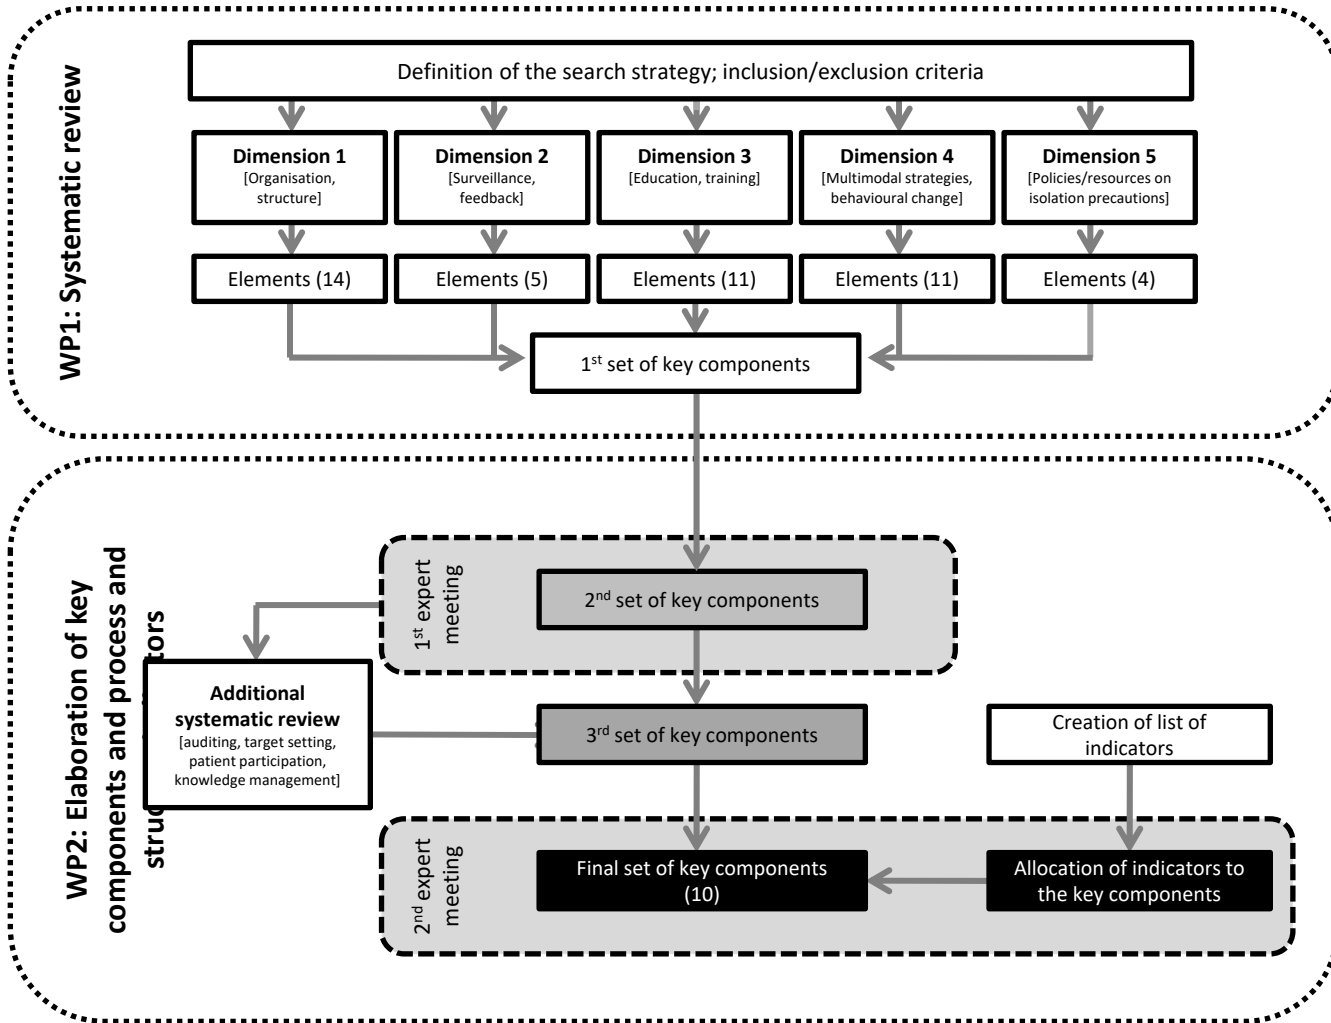 WP1: Systematic review
Definition of the search strategy; inclusion/exclusion criteria
Dimension 1
[Organisation,
structure]
Dimension 2
[Surveillance,
feedback]
Dimension 3
[Education, training]
Dimension 4
[Multimodal strategies,
behavioural change]
Dimension 5
[Policies/resources on
isolation precautions]
Elements (14)
Elements (5)
Elements (11)
Elements (11)
Elements (4)
1st set of key components
WP2: Elaboration of key
components and process and
1st expert
meeting
2nd set of key components
Additional
systematic review
[auditing, target setting,
patient participation,
knowledge management]
3rd set of key components
Creation of list of
indicators
2nd expert
meeting
Final set of key components
(10)
Allocation of indicators to
the key components